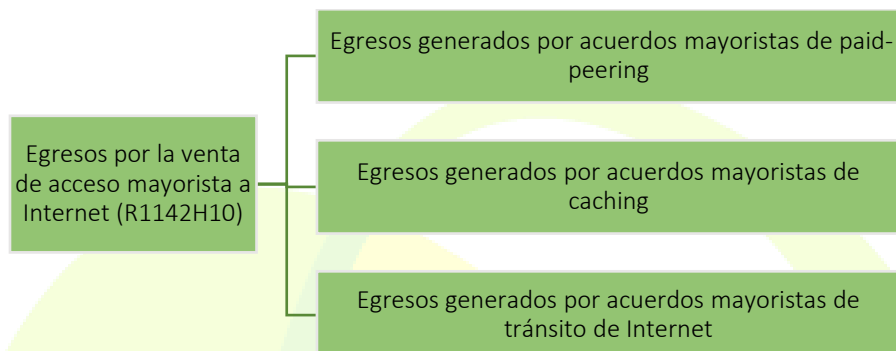 Egresos generados por acuerdos mayoristas de paid-
peering
Egresos por la venta
de acceso mayorista a
Internet (R1142H10)
Egresos generados por acuerdos mayoristas de
caching
Egresos generados por acuerdos mayoristas de
tránsito de Internet